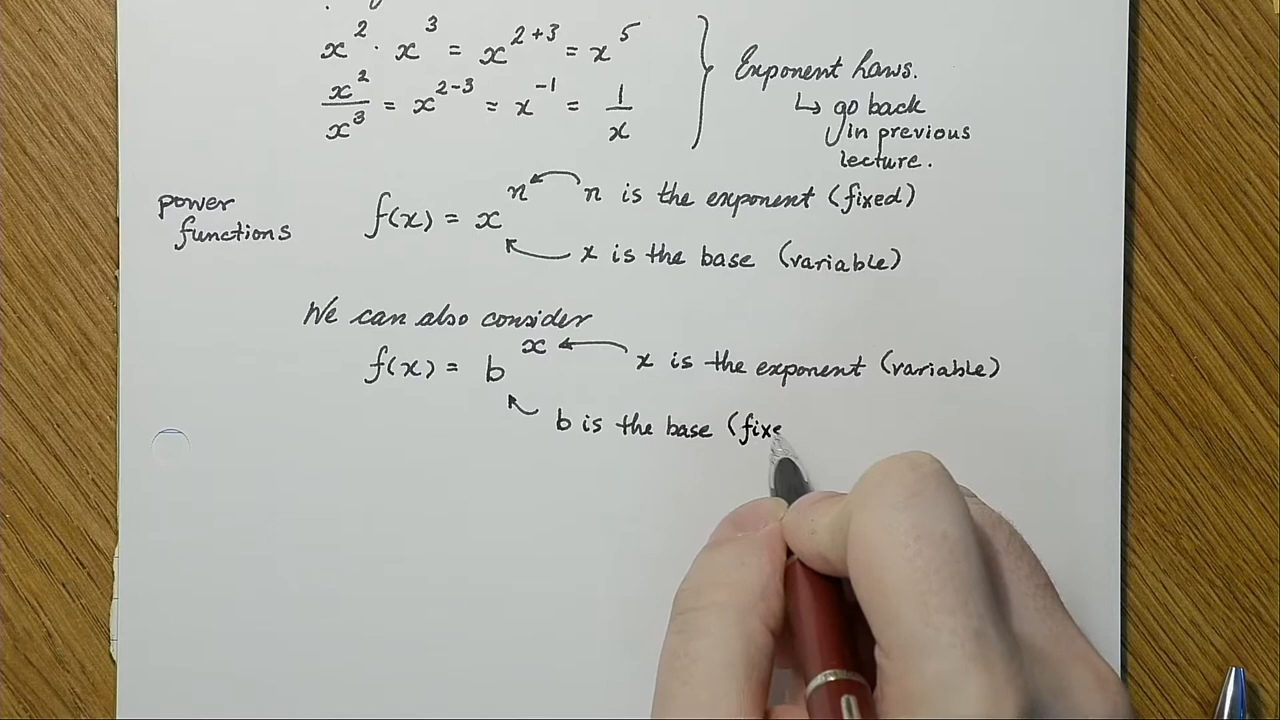 x^2 · x^3 = x^{2+3} = x^5
x^2/x^3 = x^{2-3} = x^{-1} = 1/x
Exponent Laws.
↳ go back
in previous
lecture.
power
functions
f(x) = x^n
n is the exponent (fixed)
x is the base (variable)
We can also consider
f(x) = b^x
x is the exponent (variable)
b is the base (fixe